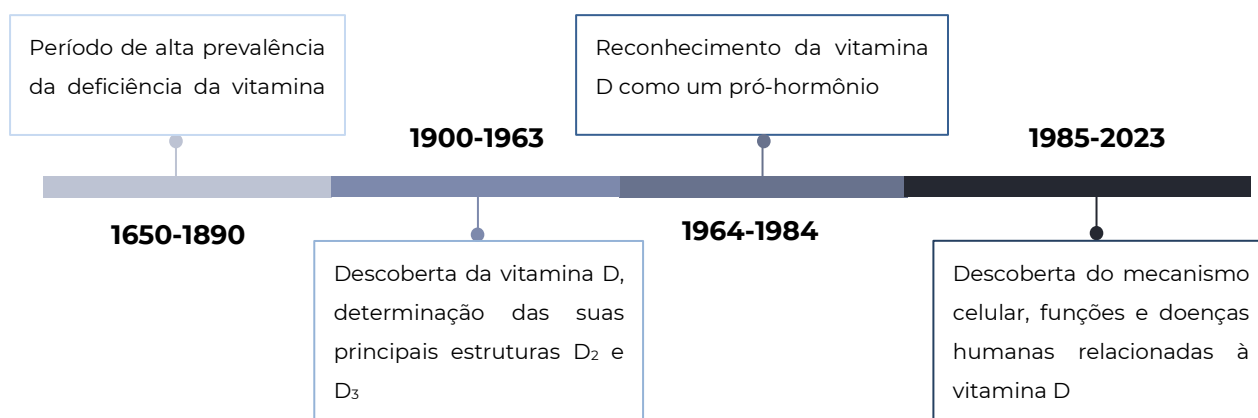 Período de alta prevalência
da deficiência da vitamina
Reconhecimento da vitamina
D como um pró-hormônio
1900-1963
1985-2023
1650-1890
1964-1984
Descoberta da vitamina D,
determinação das suas
principais estruturas D₂ e
D₃
Descoberta do mecanismo
celular, funções e doenças
humanas relacionadas à
vitamina D